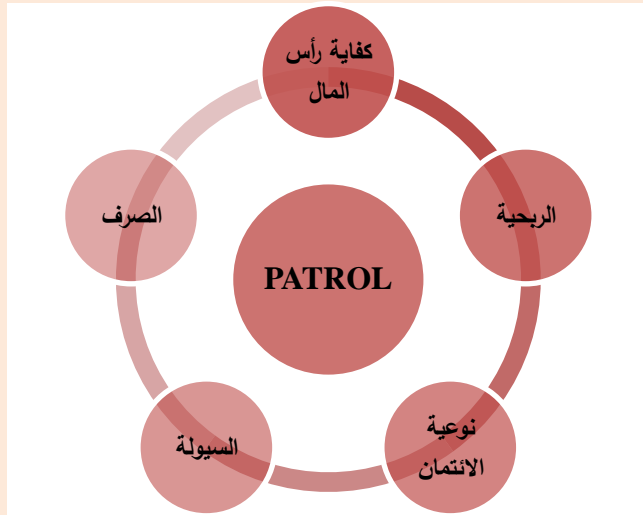 كفاية رأس
المال
الربحية
نوعية
الائتمان
السيولة
الصرف
PATROL